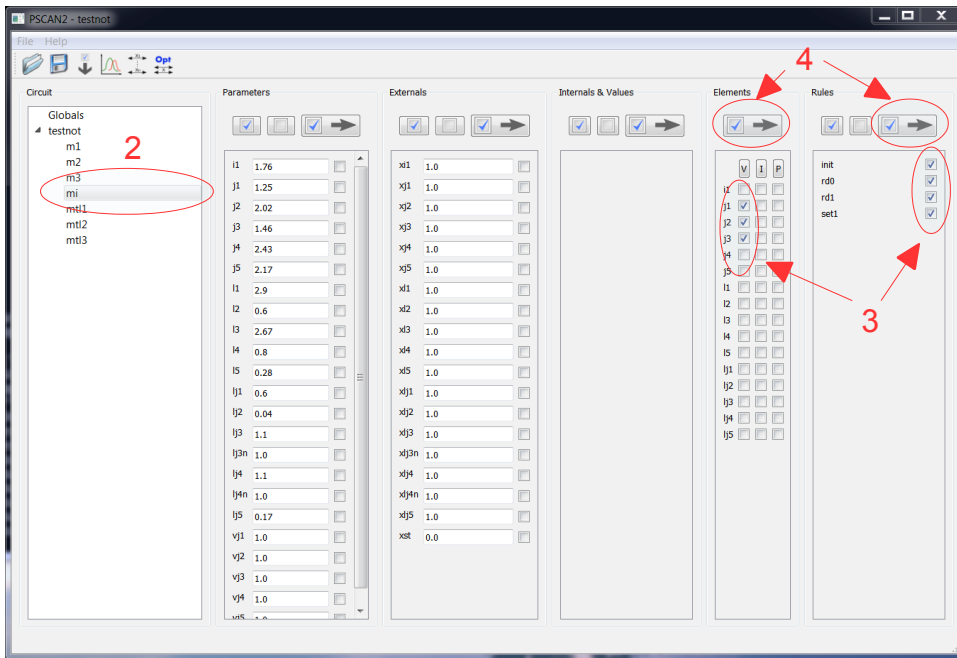 PSCAN2 - testnot
File Help
Opt
4
Circuit
Parameters
Externals
Internals & Values
Elements
Rules
Globals
testnot
m1
m2
m3
mi
mtl1
mtl2
mtl3
2
i1 1.76
j1 1.25
j2 2.02
j3 1.46
j4 2.43
j5 2.17
l1 2.9
l2 0.6
l3 2.67
l4 0.8
l5 0.28
lj1 0.6
lj2 0.04
lj3 1.1
lj3n 1.0
lj4 1.1
lj4n 1.0
lj5 0.17
vj1 1.0
vj2 1.0
vj3 1.0
vj4 1.0
vj5 1.0
xi1 1.0
xj1 1.0
xj2 1.0
xj3 1.0
xj4 1.0
xj5 1.0
xl1 1.0
xl2 1.0
xl3 1.0
xl4 1.0
xl5 1.0
xlj1 1.0
xlj2 1.0
xlj3 1.0
xlj3n 1.0
xlj4 1.0
xlj4n 1.0
xlj5 1.0
xst 0.0
V I P
i1
j1
j2
j3
j4
j5
l1
l2
l3
l4
l5
lj1
lj2
lj3
lj4
lj5
init
rd0
rd1
set1
3